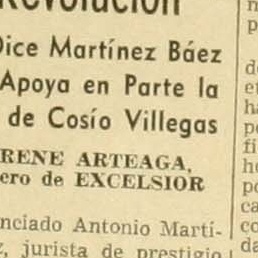 Revolución
Dice Martínez Báez
Apoya en Parte la
de Cosío Villegas
RENE ARTEAGA,
ero de EXCELSIOR
nciado Antonio Martí-
z, jurista de prestigio